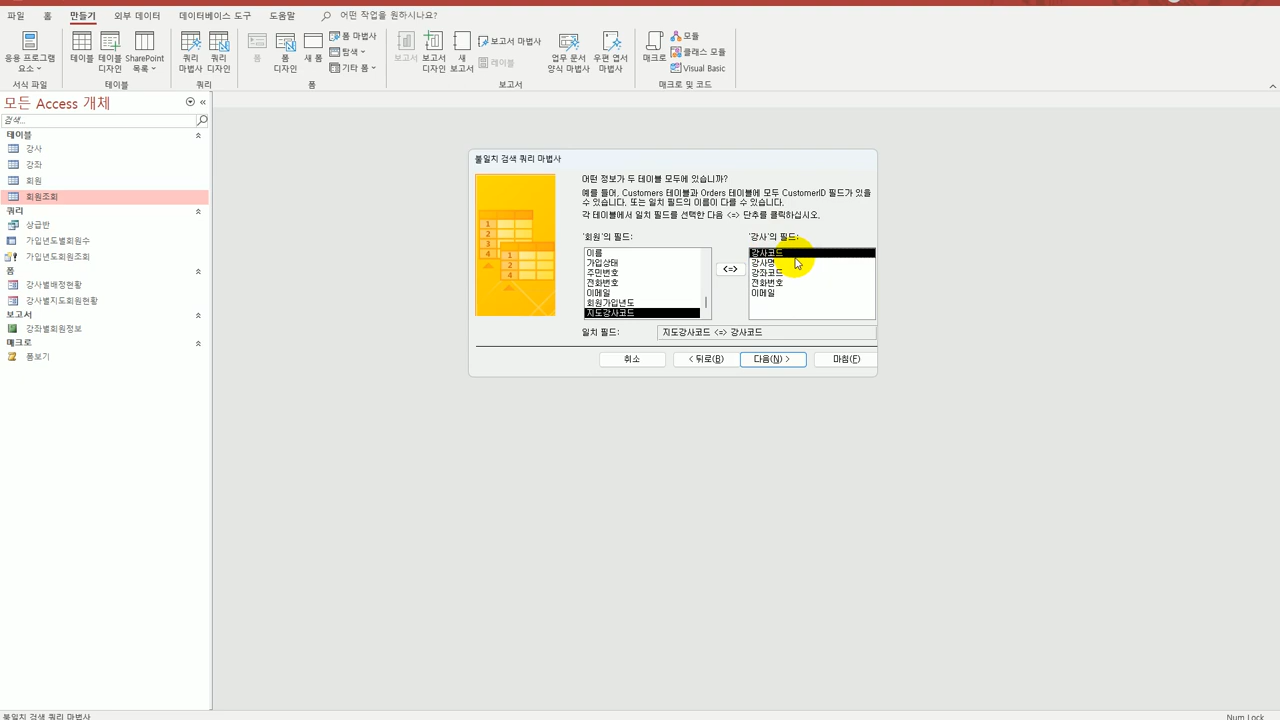 파일 홈 만들기 외부 데이터 데이터베이스 도구 도움말 어떤 작업을 원하시나요?
응용 프로그램 요소
테이블
테이블 디자인
SharePoint 목록
쿼리 마법사
쿼리 디자인
폼
폼 디자인
새 폼
폼 마법사
탐색
기타 폼
보고서
보고서 디자인
새 보고서
보고서 마법사
레이블
업무 문서 양식 마법사
우편 엽서 마법사
매크로
모듈
클래스 모듈
Visual Basic
서식 파일 테이블 쿼리 폼 보고서 매크로 및 코드
모든 Access 개체
검색...
테이블
강사
강좌
회원
회원조회
쿼리
상급반
가입년도별회원수
가입년도회원조회
폼
강사별배정현황
강사별지도회원현황
보고서
강좌별회원정보
매크로
폼보기
불일치 검색 쿼리 마법사
어떤 정보가 두 테이블 모두에 있습니까?
예를 들어, Customers 테이블과 Orders 테이블에 모두 CustomerID 필드가 있을
수 있습니다. 또는 일치 필드의 이름이 다를 수 있습니다.
각 테이블에서 일치 필드를 선택한 다음 <=> 단추를 클릭하십시오.
'회원'의 필드:
이름
가입상태
주민번호
전화번호
이메일
회원가입년도
지도강사코드
<=>
'강사'의 필드:
강사코드
강사명
강좌코드
전화번호
이메일
일치 필드: 지도강사코드 <=> 강사코드
취소 < 뒤로(B) 다음(N) > 마침(F)
1
2
3
4
1
2
3
4
불일치 검색 쿼리 마법사
Num Lock